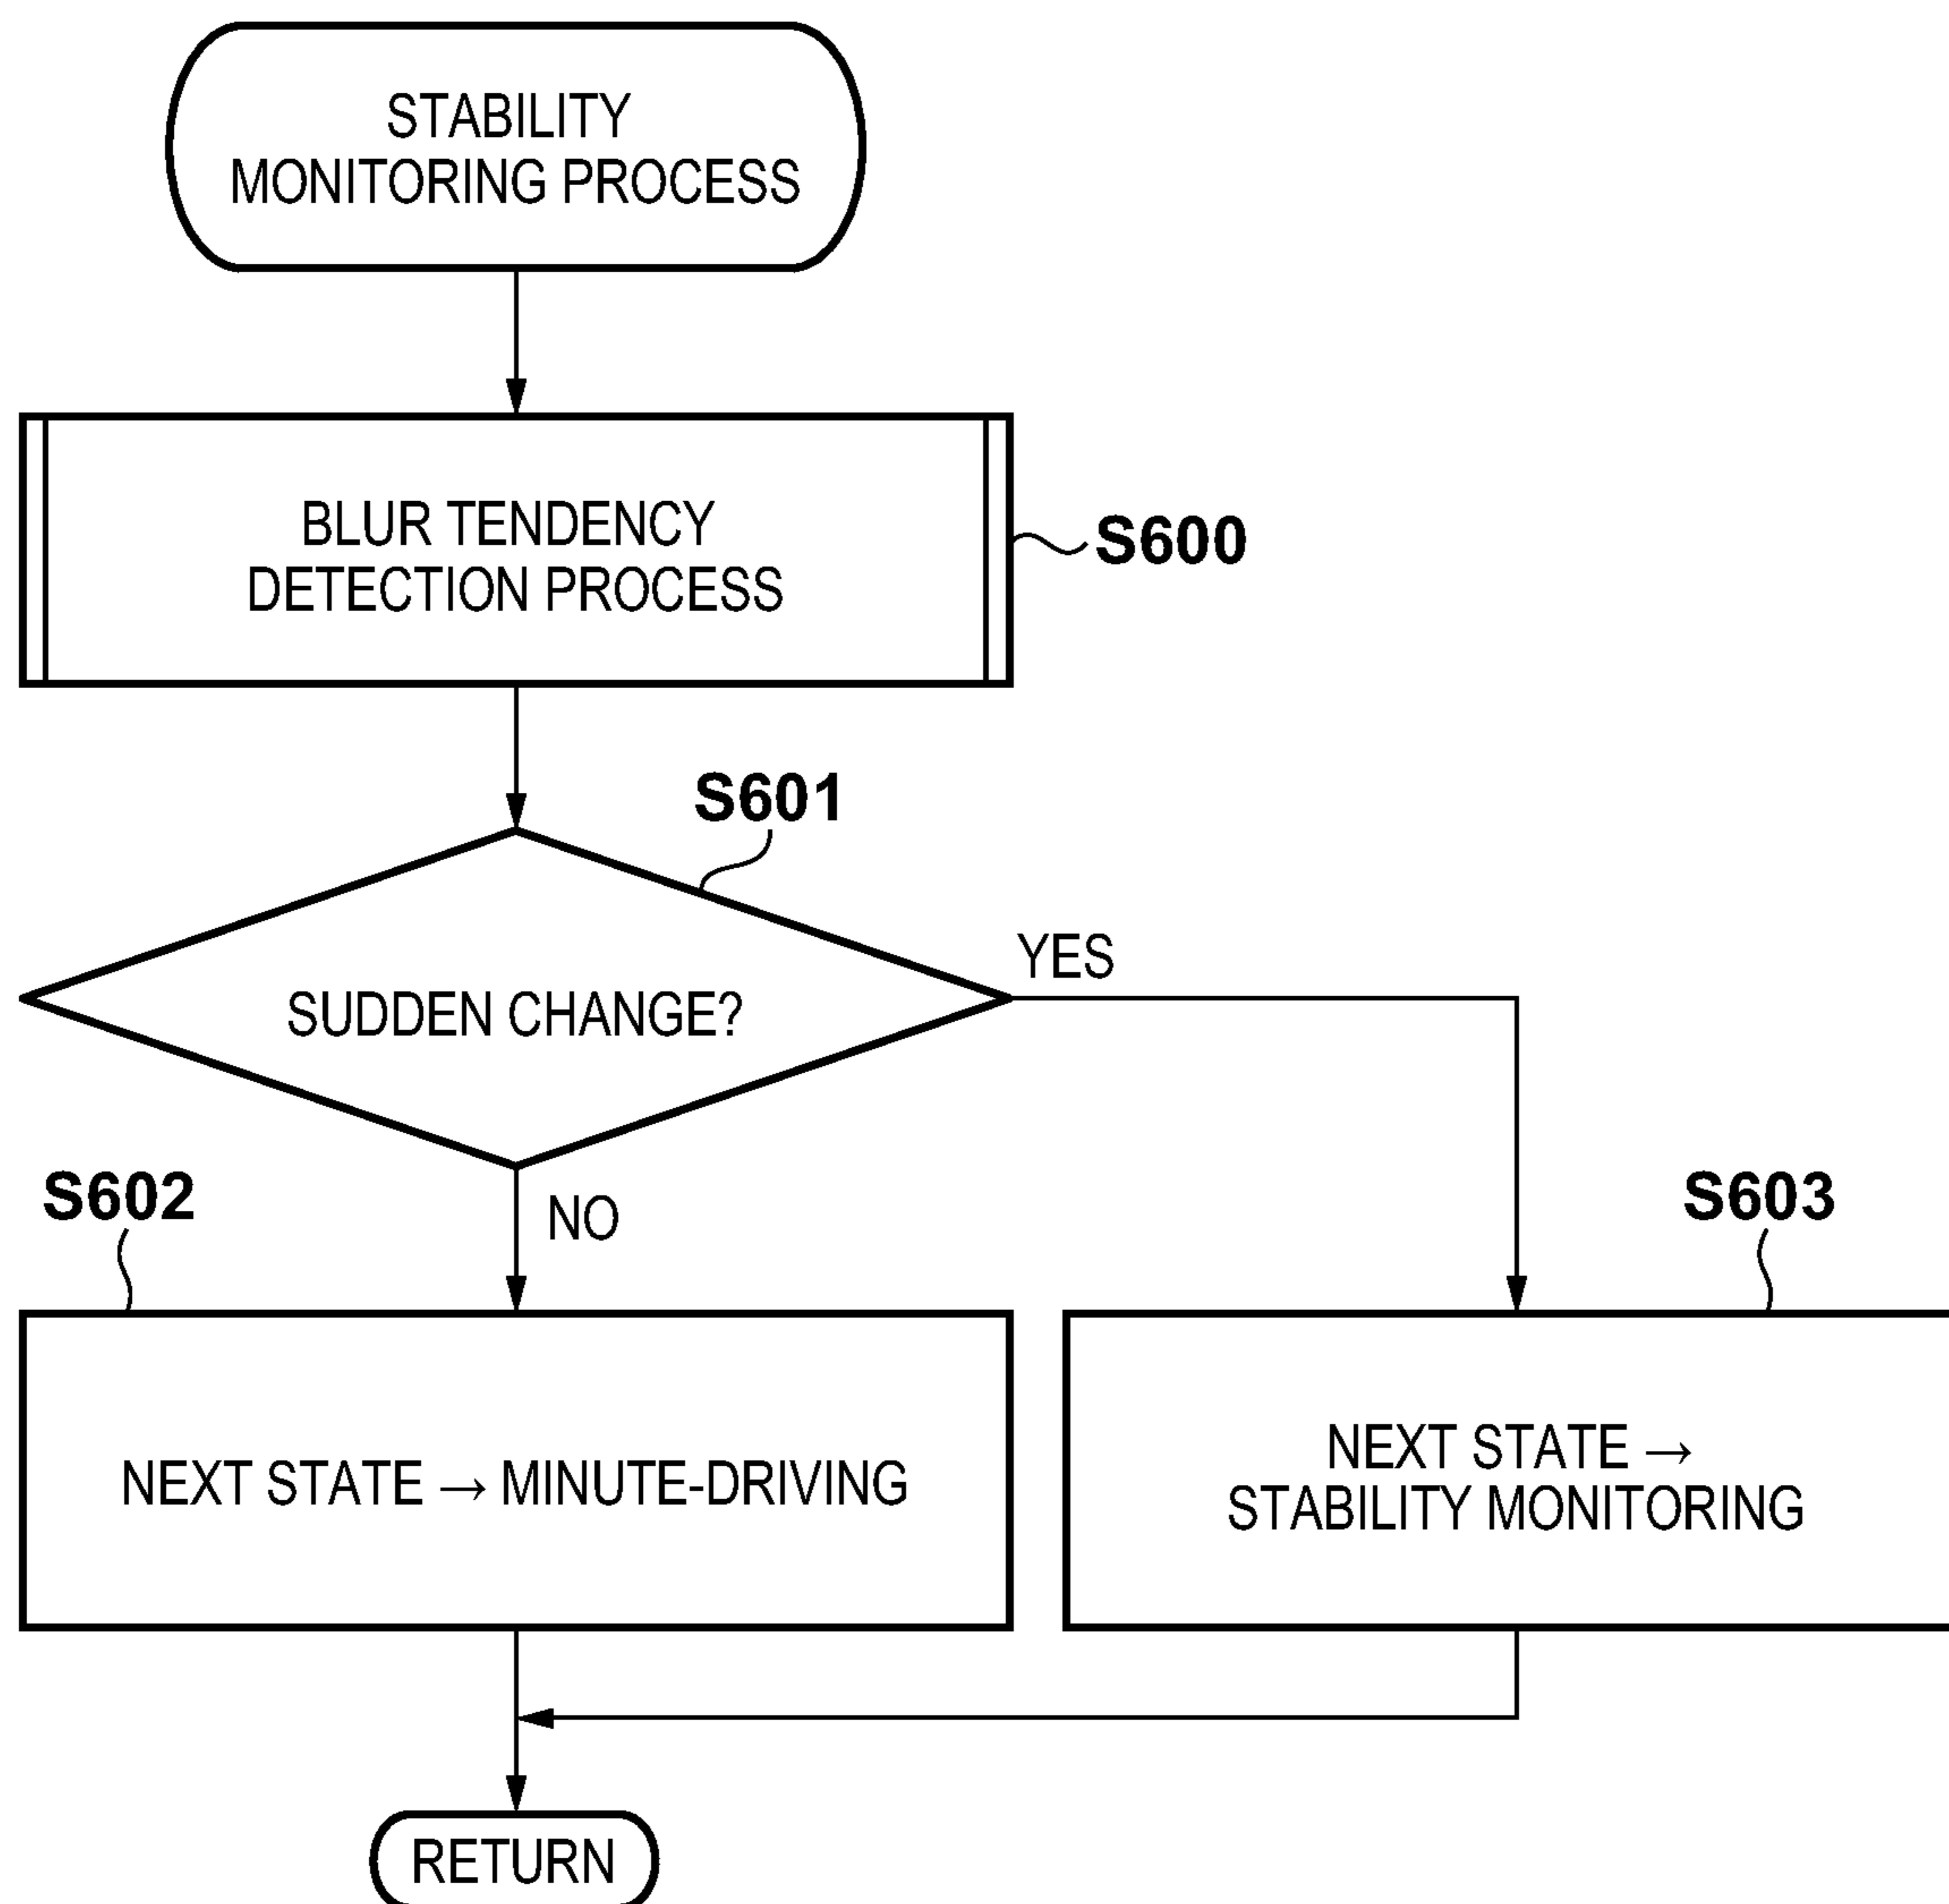 STABILITY
MONITORING PROCESS
BLUR TENDENCY
DETECTION PROCESS
S600
S601
SUDDEN CHANGE?
YES
NO
S602
NEXT STATE → MINUTE-DRIVING
S603
NEXT STATE →
STABILITY MONITORING
RETURN